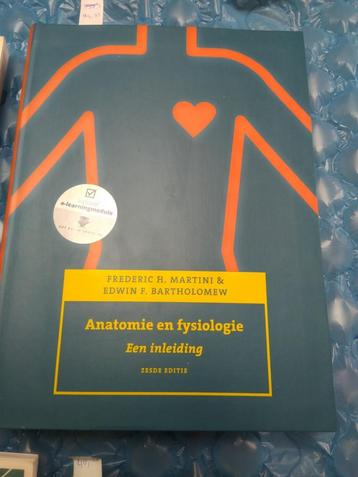 e-learningmodule
FREDERIC H. MARTINI &
EDWIN F. BARTHOLOMEW
Anatomie en fysiologie
Een inleiding
ZESDE EDITIE